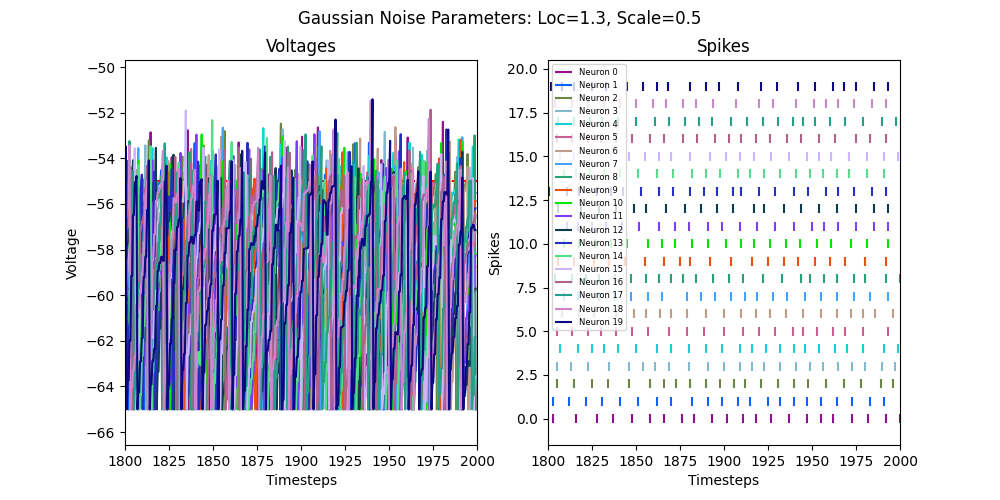 Gaussian Noise Parameters: Loc=1.3, Scale=0.5
Voltages
Spikes
−50
−52
−54
−56
−58
−60
−62
−64
−66
Voltage
1800
1825
1850
1875
1900
1925
1950
1975
2000
Timesteps
20.0
17.5
15.0
12.5
10.0
7.5
5.0
2.5
0.0
Spikes
Neuron 0
Neuron 1
Neuron 2
Neuron 3
Neuron 4
Neuron 5
Neuron 6
Neuron 7
Neuron 8
Neuron 9
Neuron 10
Neuron 11
Neuron 12
Neuron 13
Neuron 14
Neuron 15
Neuron 16
Neuron 17
Neuron 18
Neuron 19
1800
1825
1850
1875
1900
1925
1950
1975
2000
Timesteps